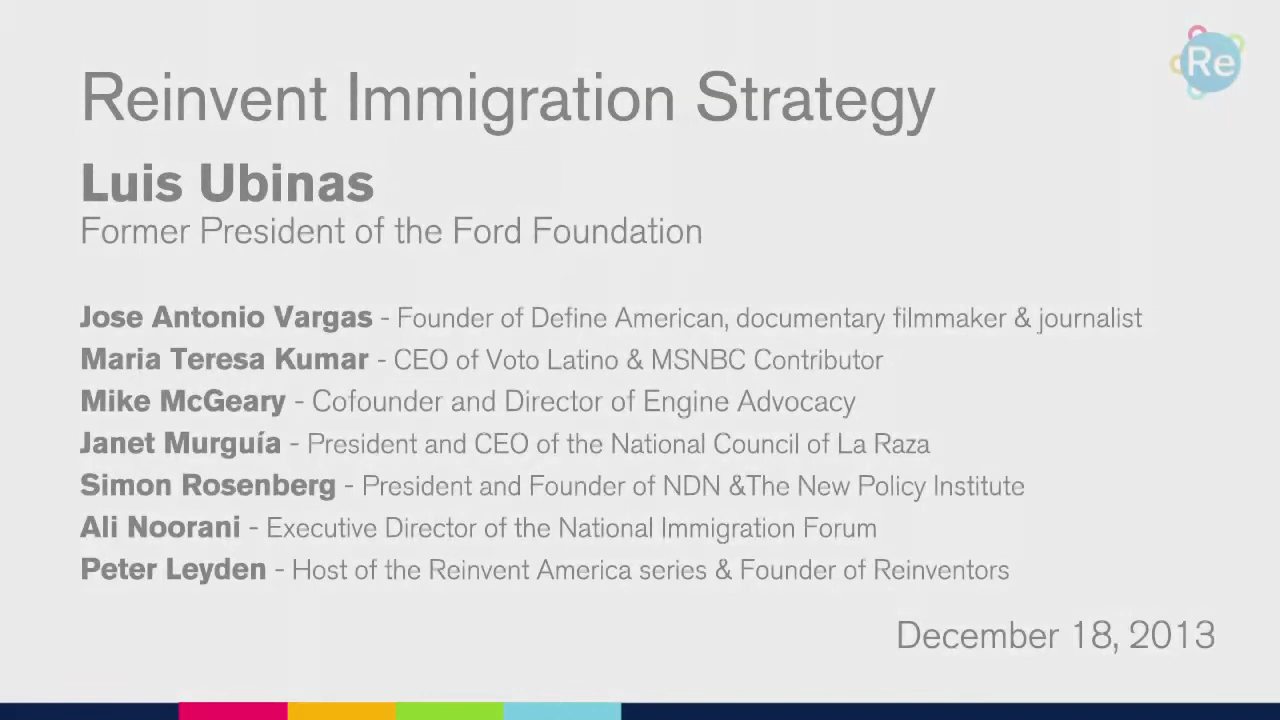 Re
Reinvent Immigration Strategy
Luis Ubinas
Former President of the Ford Foundation
Jose Antonio Vargas - Founder of Define American, documentary filmmaker & journalist
Maria Teresa Kumar - CEO of Voto Latino & MSNBC Contributor
Mike McGeary - Cofounder and Director of Engine Advocacy
Janet Murguía - President and CEO of the National Council of La Raza
Simon Rosenberg - President and Founder of NDN &The New Policy Institute
Ali Noorani - Executive Director of the National Immigration Forum
Peter Leyden - Host of the Reinvent America series & Founder of Reinventors
December 18, 2013